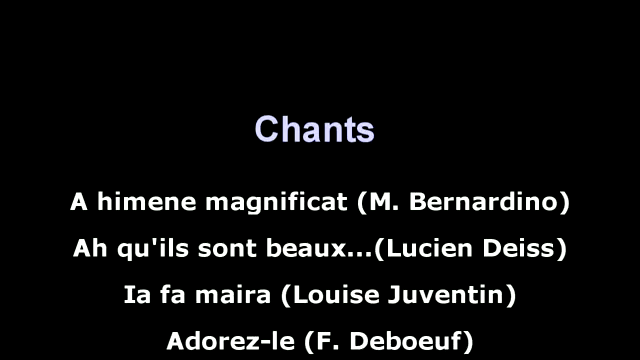 Chants
A himene magnificat (M. Bernardino)
Ah qu'ils sont beaux...(Lucien Deiss)
Ia fa maira (Louise Juventin)
Adorez-le (F. Deboeuf)